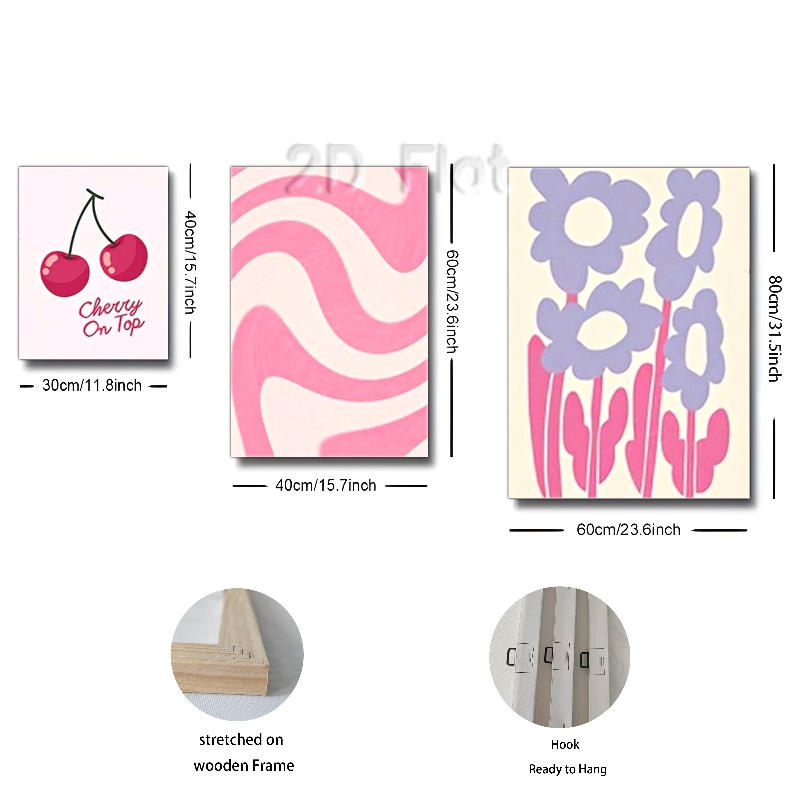 2D Flat
Cherry
On Top
40cm/15.7inch
30cm/11.8inch
60cm/23.6inch
40cm/15.7inch
80cm/31.5inch
60cm/23.6inch
stretched on
wooden Frame
Hook
Ready to Hang